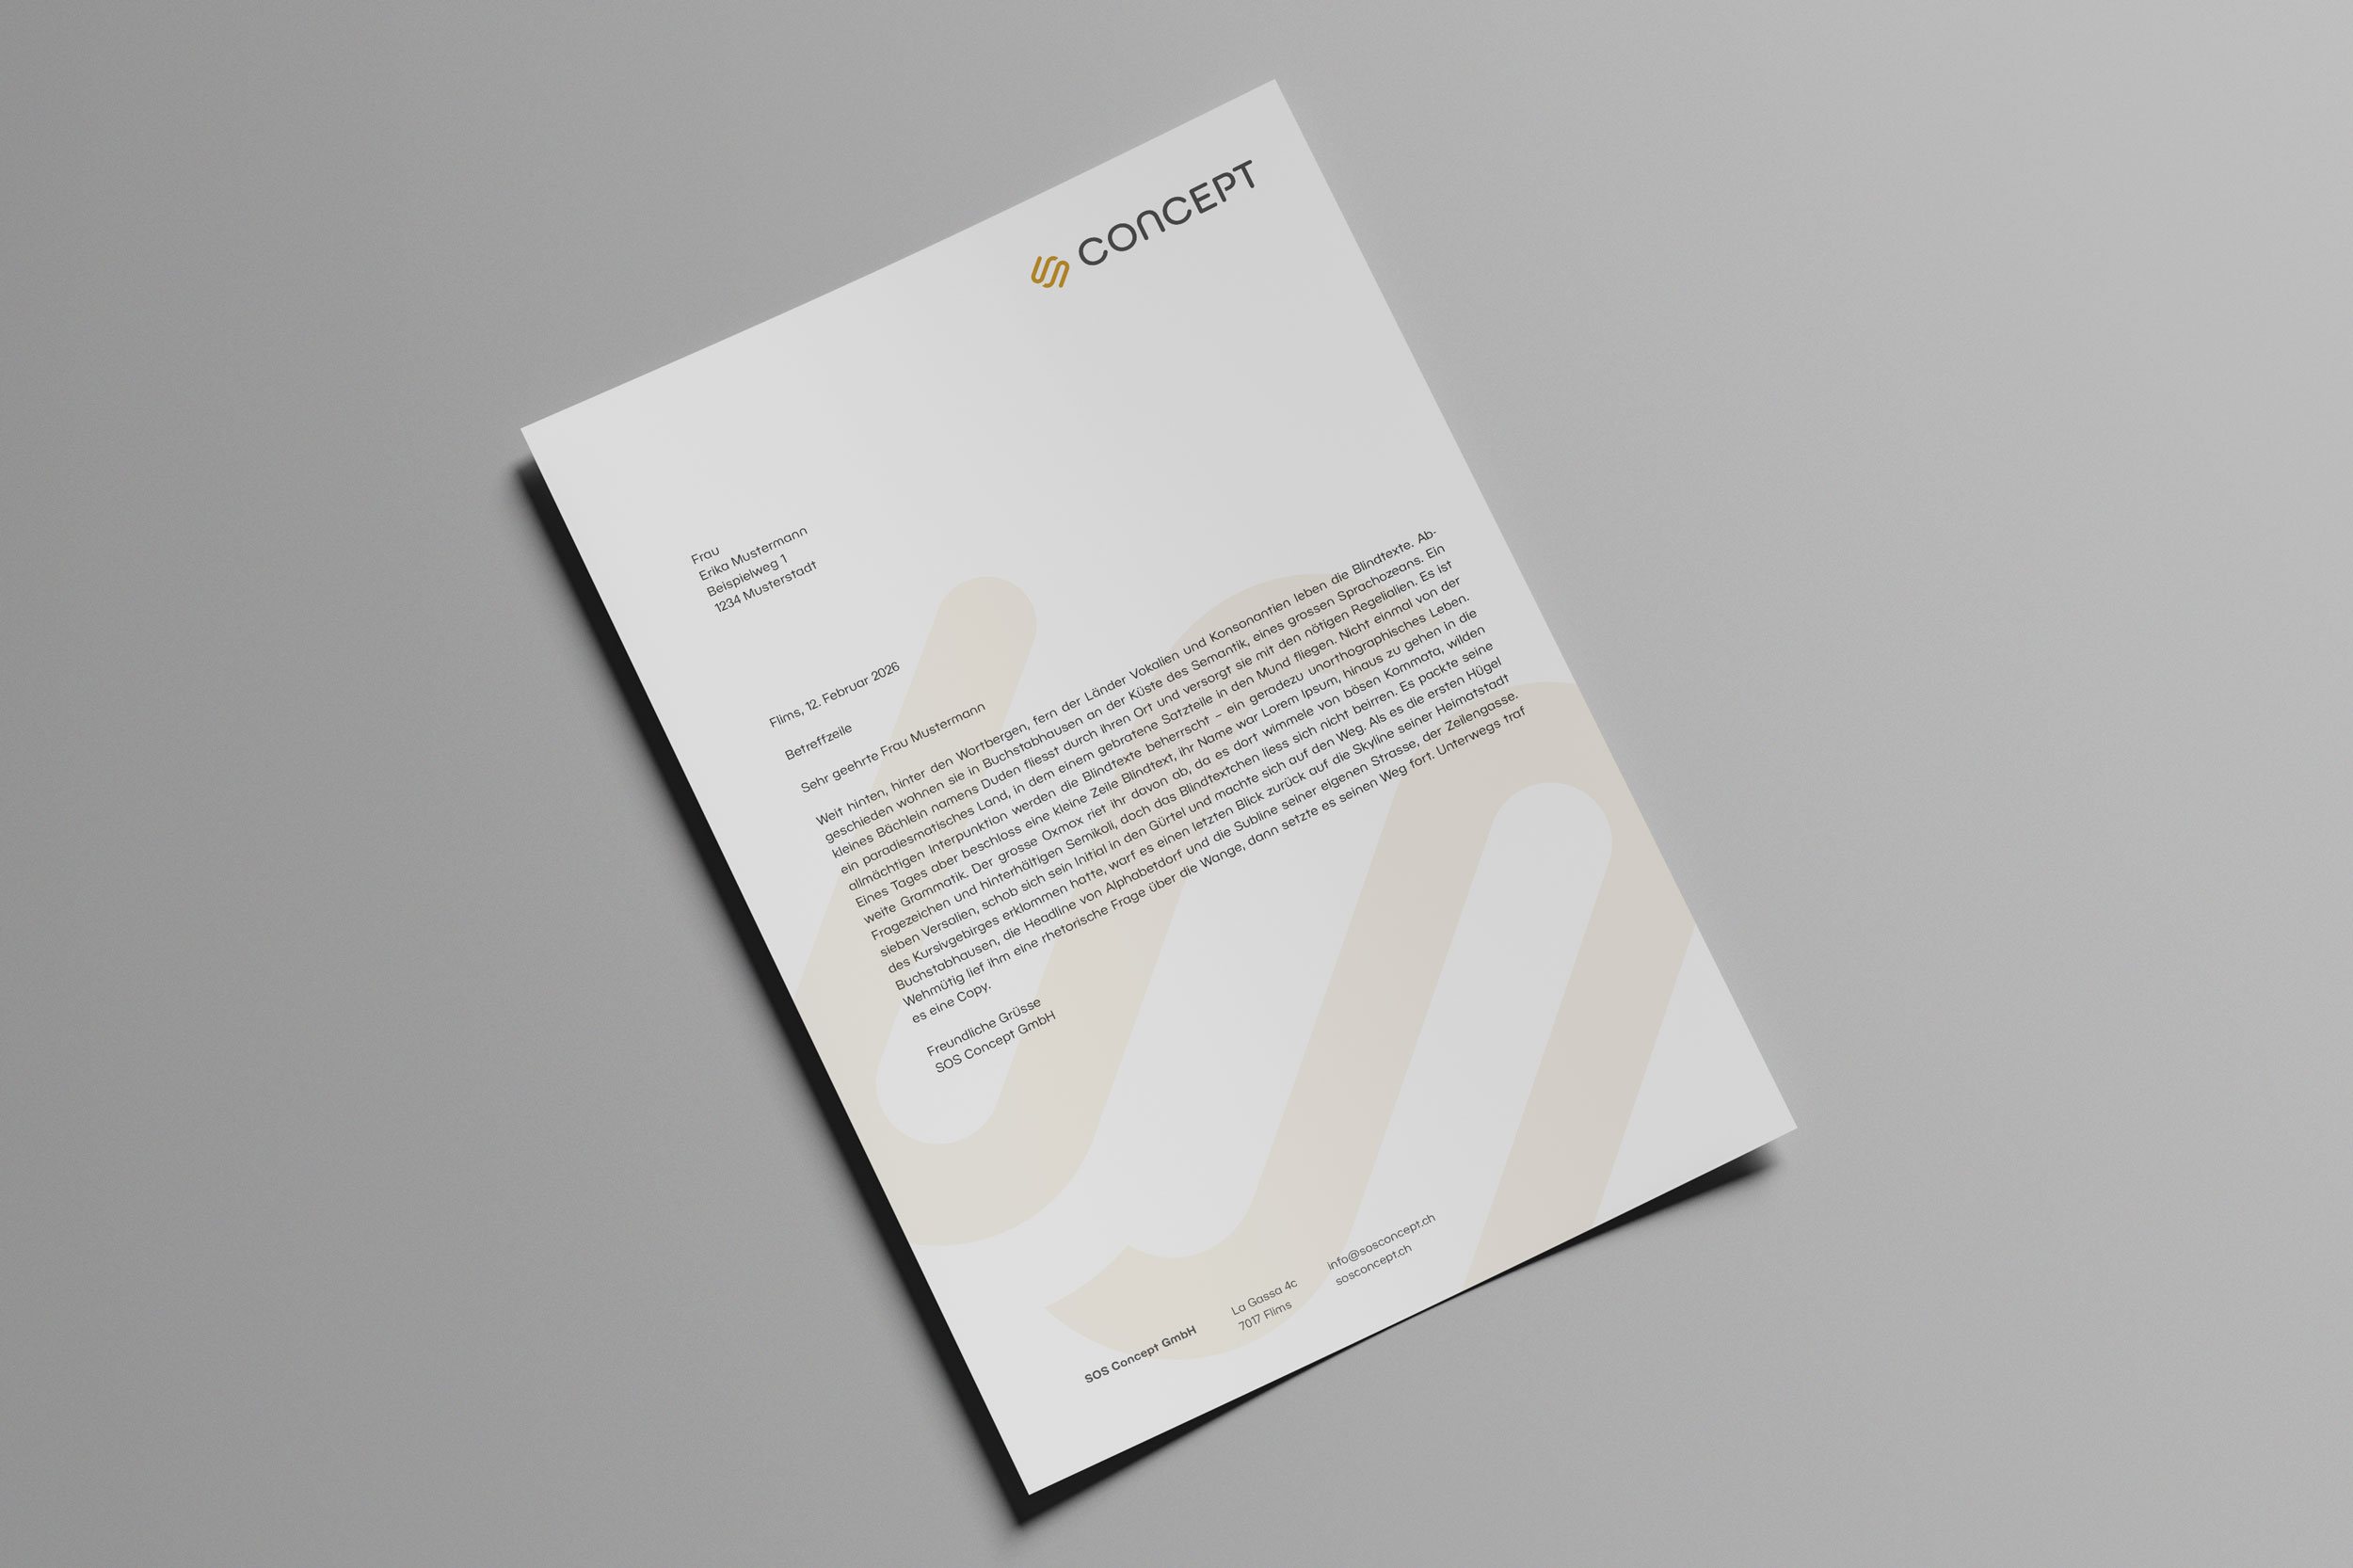 CONCEPT
Frau
Erika Mustermann
Beispielweg 1
1234 Musterstadt
Flims, 12. Februar 2026
Betreffzeile
Sehr geehrte Frau Mustermann
Weit hinten, hinter den Wortbergen, fern der Länder Vokalien und Konsonantien leben die Blindtexte. Ab-
geschieden wohnen sie in Buchstabhausen an der Küste des Semantik, eines grossen Sprachozeans. Ein
kleines Bächlein namens Duden fliesst durch ihren Ort und versorgt sie mit den nötigen Regelialien. Es ist
ein paradiesmatisches Land, in dem einem gebratene Satzteile in den Mund fliegen. Nicht einmal von der
allmächtigen Interpunktion werden die Blindtexte beherrscht – ein geradezu unorthographisches Leben.
Eines Tages aber beschloss eine kleine Zeile Blindtext, ihr Name war Lorem Ipsum, hinaus zu gehen in die
weite Grammatik. Der grosse Oxmox riet ihr davon ab, da es dort wimmele von bösen Kommata, wilden
Fragezeichen und hinterhältigen Semikoli, doch das Blindtextchen liess sich nicht beirren. Es packte seine
sieben Versalien, schob sich sein Initial in den Gürtel und machte sich auf den Weg. Als es die ersten Hügel
des Kursivgebirges erklommen hatte, warf es einen letzten Blick zurück auf die Skyline seiner Heimatstadt
Buchstabhausen, die Headline von Alphabetdorf und die Subline seiner eigenen Strasse, der Zeilengasse.
Wehmütig lief ihm eine rhetorische Frage über die Wange, dann setzte es seinen Weg fort. Unterwegs traf
es eine Copy.
Freundliche Grüsse
SOS Concept GmbH
SOS Concept GmbH
La Gassa 4c
7017 Flims
info@sosconcept.ch
sosconcept.ch